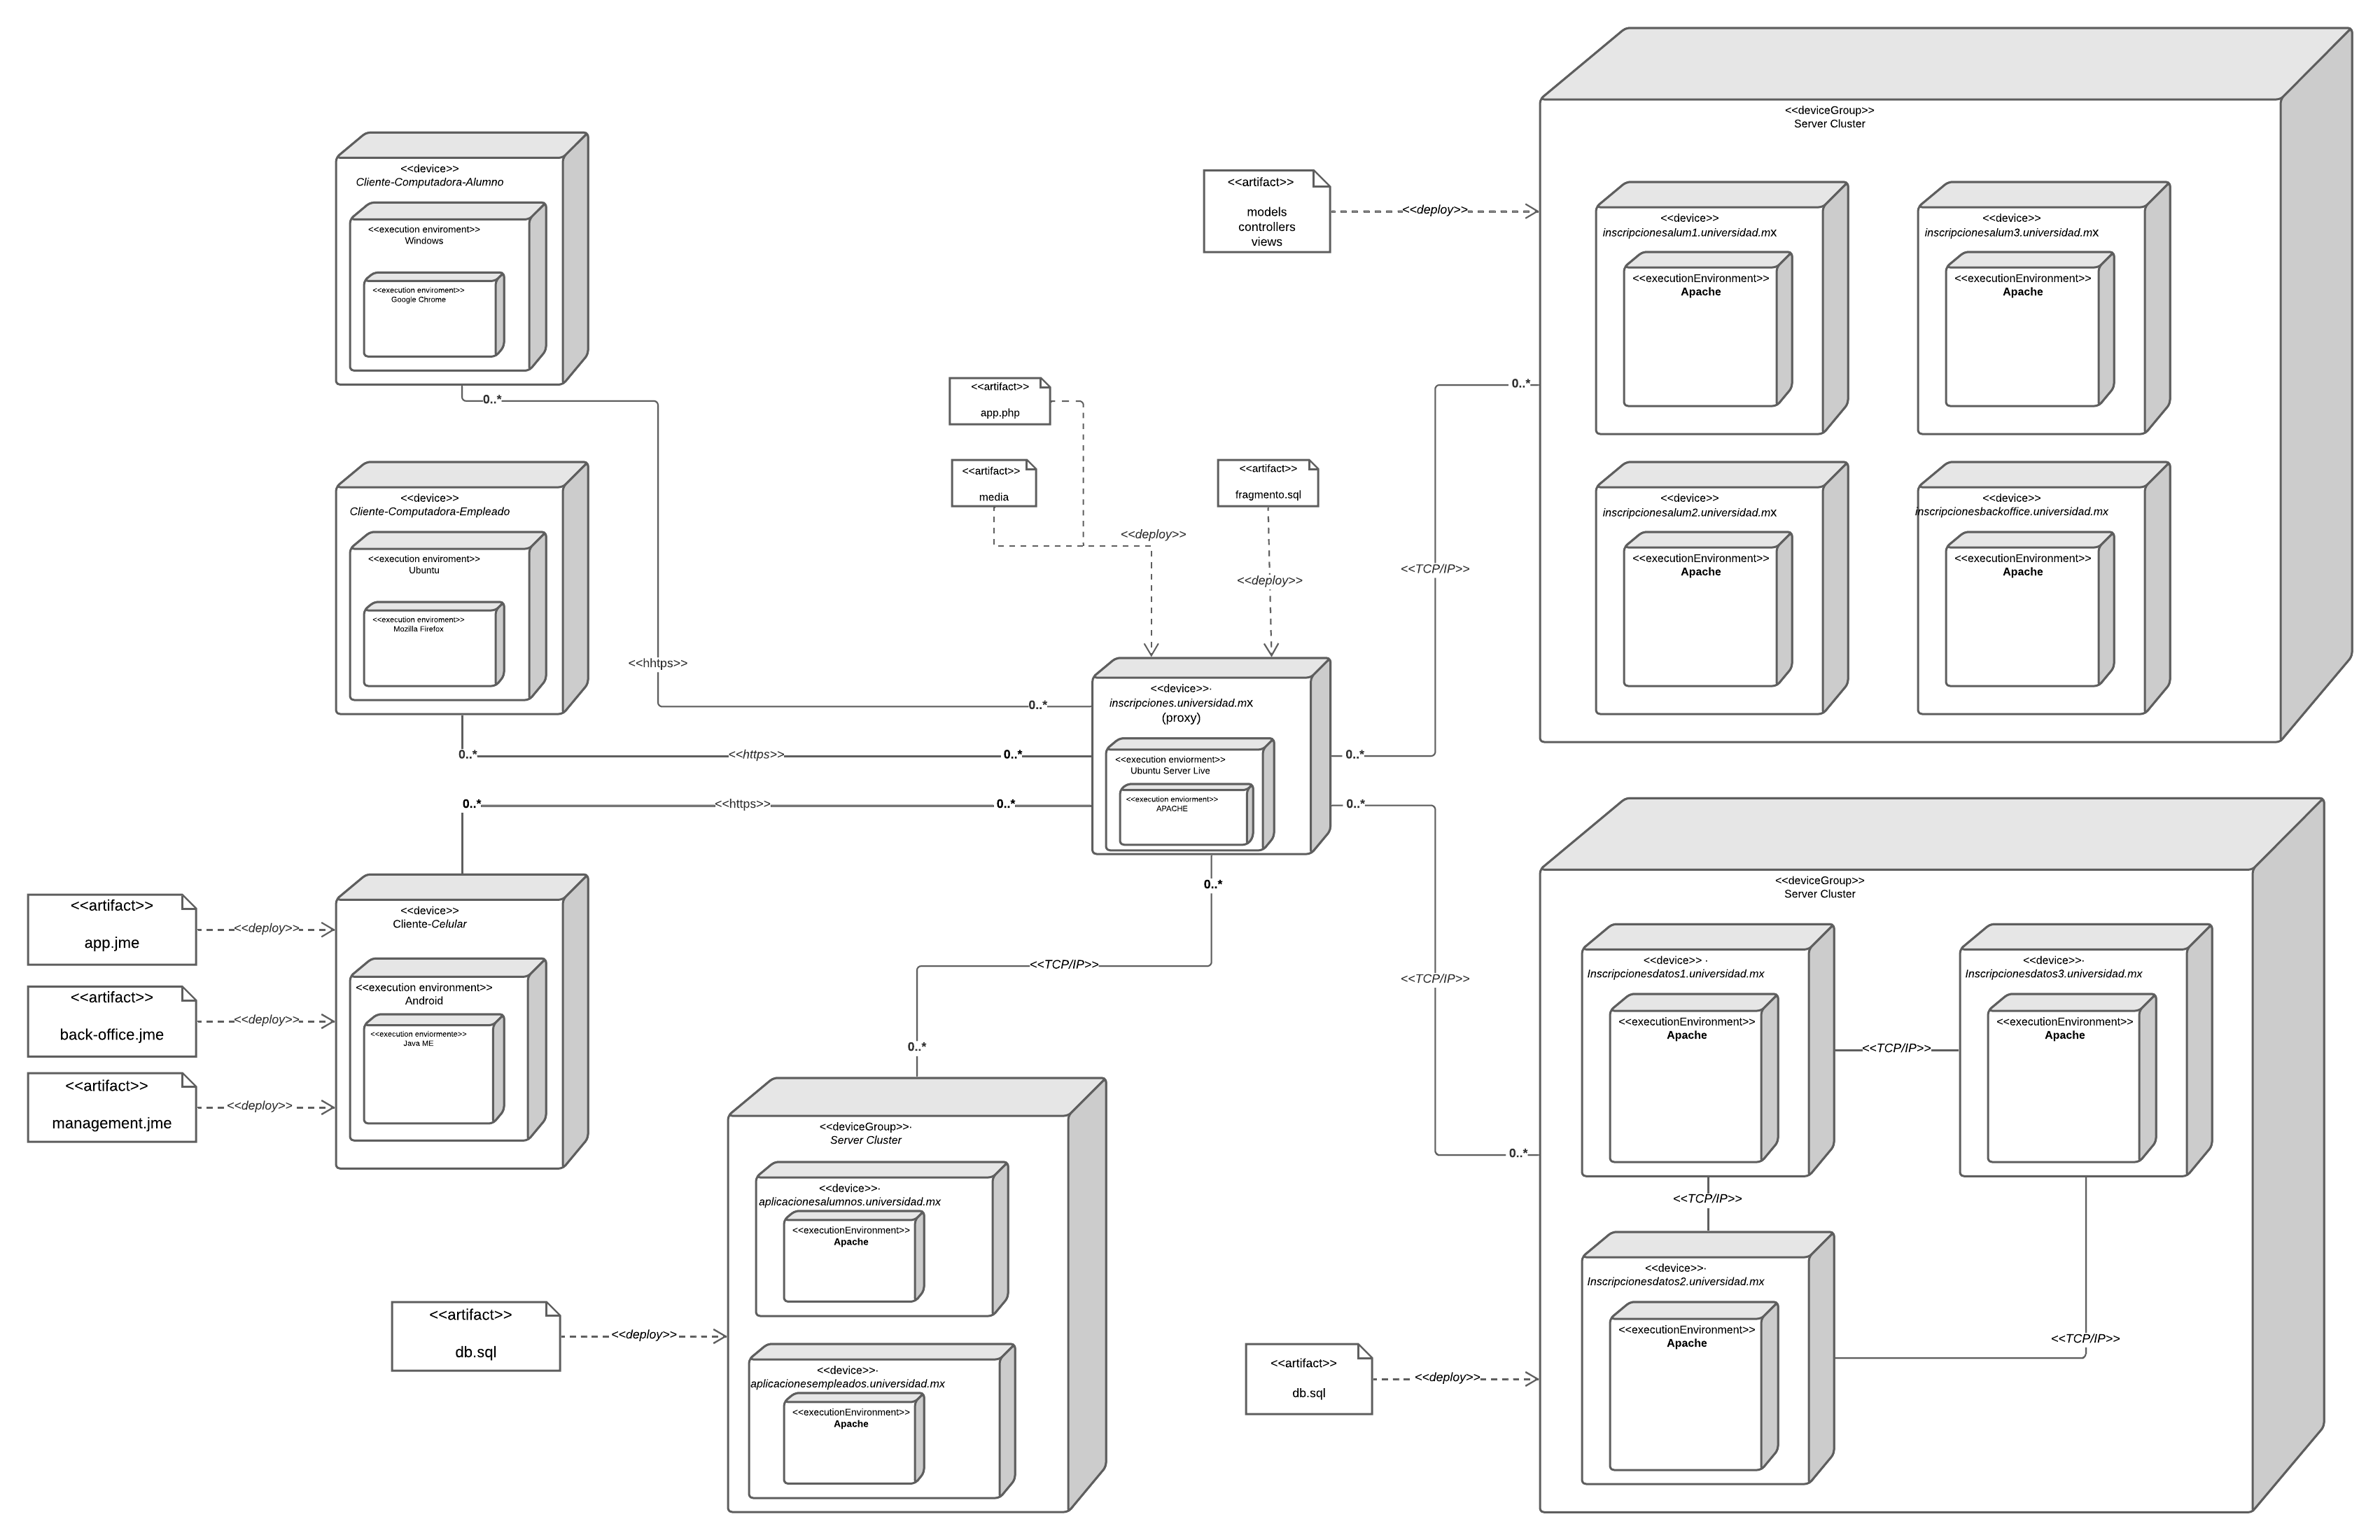 <<device>>
Cliente-Computadora-Alumno
<<execution enviroment>>
Windows
<<execution enviroment>>
Google Chrome
0..*
<<hhtps>>
0..*
<<device>>
Cliente-Computadora-Empleado
<<execution enviroment>>
Ubuntu
<<execution enviroment>>
Mozilla Firefox
0..*
<<https>>
0..*
0..*
<<https>>
0..*
<<artifact>>
app.jme
<<deploy>>
<<artifact>>
back-office.jme
<<deploy>>
<<artifact>>
management.jme
<<deploy>>
<<device>>
Cliente-Celular
<<execution environment>>
Android
<<execution enviormente>>
Java ME
<<artifact>>
app.php
<<artifact>>
media
<<deploy>>
<<artifact>>
fragmento.sql
<<deploy>>
<<device>>·
inscripciones.universidad.mx
(proxy)
<<execution enviorment>>
Ubuntu Server Live
<<execution enviorment>>
APACHE
0..*
<<TCP/IP>>
0..*
<<artifact>>
db.sql
<<deploy>>
<<deviceGroup>>·
Server Cluster
<<device>>·
aplicacionesalumnos.universidad.mx
<<executionEnvironment>>
Apache
<<device>>·
aplicacionesempleados.universidad.mx
<<executionEnvironment>>
Apache
<<artifact>>
models
controllers
views
<<deploy>>
0..*
<<TCP/IP>>
0..*
<<deviceGroup>>
Server Cluster
<<device>>
inscripcionesalum1.universidad.mx
<<executionEnvironment>>
Apache
<<device>>
inscripcionesalum3.universidad.mx
<<executionEnvironment>>
Apache
<<device>>
inscripcionesalum2.universidad.mx
<<executionEnvironment>>
Apache
<<device>>
inscripcionesbackoffice.universidad.mx
<<executionEnvironment>>
Apache
0..*
<<TCP/IP>>
0..*
<<artifact>>
db.sql
<<deploy>>
<<deviceGroup>>
Server Cluster
<<device>> ·
Inscripcionesdatos1.universidad.mx
<<executionEnvironment>>
Apache
<<TCP/IP>>
<<device>>·
Inscripcionesdatos3.universidad.mx
<<executionEnvironment>>
Apache
<<TCP/IP>>
<<device>>·
Inscripcionesdatos2.universidad.mx
<<executionEnvironment>>
Apache
<<TCP/IP>>